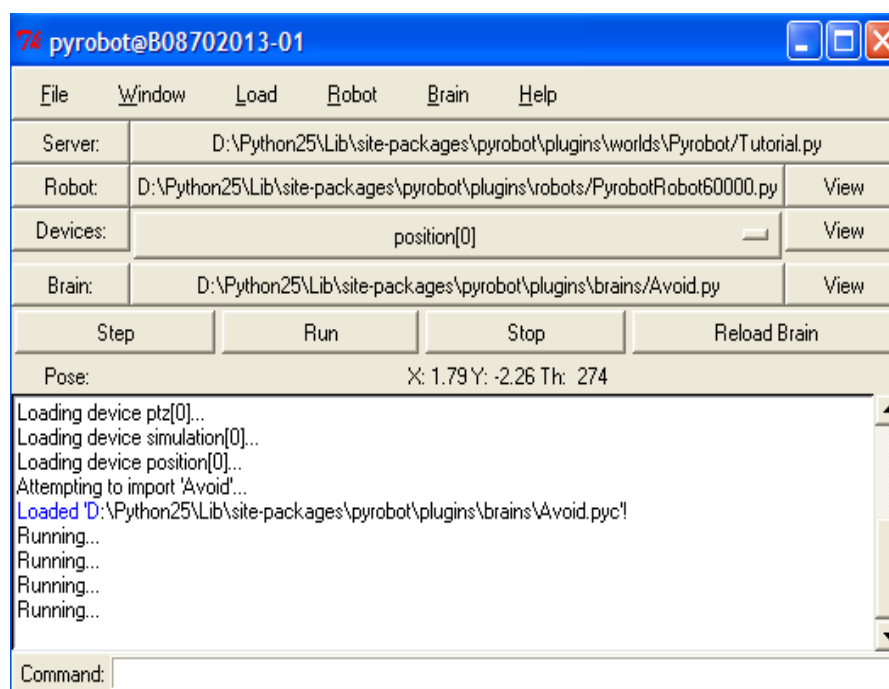 7k pyrobot@B08702013-01
File Window Load Robot Brain Help
Server: D:\Python25\Lib\site-packages\pyrobot\plugins\worlds\Pyrobot/Tutorial.py
Robot: D:\Python25\Lib\site-packages\pyrobot\plugins\robots/PyrobotRobot60000.py View
Devices: position[0] View
Brain: D:\Python25\Lib\site-packages\pyrobot\plugins\brains/Avoid.py View
Step Run Stop Reload Brain
Pose: X: 1.79 Y: -2.26 Th: 274
Loading device ptz[0]...
Loading device simulation[0]...
Loading device position[0]...
Attempting to import 'Avoid'...
Loaded 'D:\Python25\Lib\site-packages\pyrobot\plugins\brains\Avoid.pyc'!
Running...
Running...
Running...
Running...
Command: